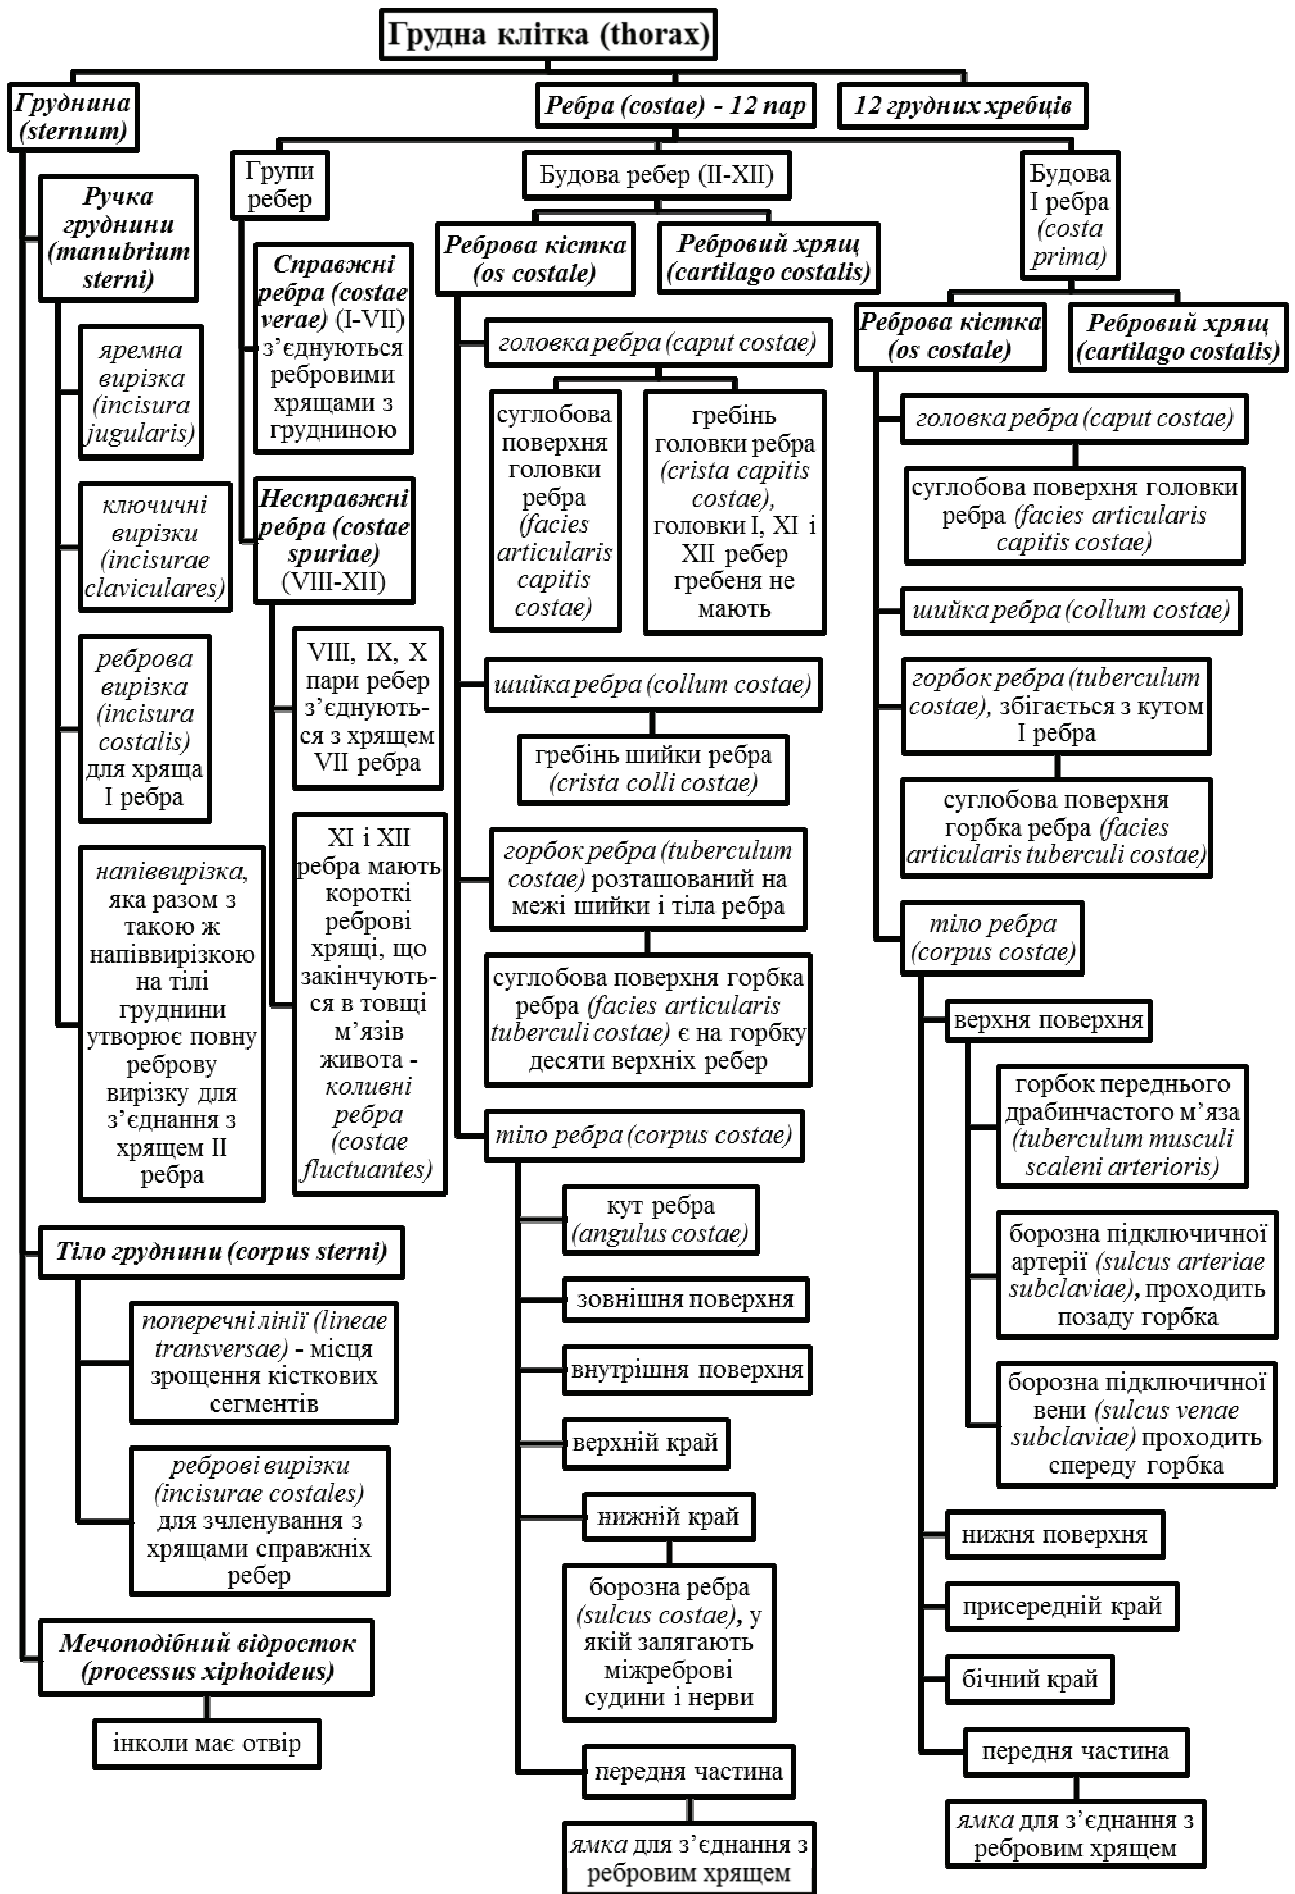 Грудна клітка (thorax)
Груднина
(sternum)
Ребра (costae) - 12 пар
12 грудних хребців
Ручка
груднини
(manubrium
sterni)
яремна
вирізка
(incisura
jugularis)
ключичні
вирізки
(incisurae
claviculares)
реброва
вирізка
(incisura
costalis)
для хряща
I ребра
напіввирізка,
яка разом з
такою ж
напіввирізкою
на тілі
груднини
утворює повну
реброву
вирізку для
з’єднання з
хрящем II
ребра
Тіло груднини (corpus sterni)
поперечні лінії (lineae
transversae) - місця
зрощення кісткових
сегментів
реброві вирізки
(incisurae costales)
для зчленування з
хрящами справжніх
ребер
Мечоподібний відросток
(processus xiphoideus)
інколи має отвір
Групи
ребер
Справжні
ребра (costae
verae) (I-VII)
з’єднуються
ребровими
хрящами з
грудниною
Несправжні
ребра (costae
spuriae)
(VIII-XII)
VIII, IX, X
пари ребер
з’єднують-
ся з хрящем
VII ребра
XI і XII
ребра мають
короткі
реброві
хрящі, що
закінчують-
ся в товщі
м’язів
живота -
коливні
ребра
(costae
fluctuantes)
Будова ребер (II-XII)
Реброва кістка
(os costale)
Ребровий хрящ
(cartilago costalis)
головка ребра (caput costae)
суглобова
поверхня
головки
ребра
(facies
articularis
capitis
costae)
гребінь
головки ребра
(crista capitis
costae),
головки I, XI і
XII ребер
гребеня не
мають
шийка ребра (collum costae)
гребінь шийки ребра
(crista colli costae)
горбок ребра (tuberculum
costae) розташований на
межі шийки і тіла ребра
суглобова поверхня горбка
ребра (facies articularis
tuberculi costae) є на горбку
десяти верхніх ребер
тіло ребра (corpus costae)
кут ребра
(angulus costae)
зовнішня поверхня
внутрішня поверхня
верхній край
нижній край
борозна ребра
(sulcus costae), у
якій залягають
міжреброві
судини і нерви
передня частина
ямка для з’єднання з
ребровим хрящем
Будова
I ребра
(costa
prima)
Реброва кістка
(os costale)
Ребровий хрящ
(cartilago costalis)
головка ребра (caput costae)
суглобова поверхня головки
ребра (facies articularis
capitis costae)
шийка ребра (collum costae)
горбок ребра (tuberculum
costae), збігається з кутом
I ребра
суглобова поверхня
горбка ребра (facies
articularis tuberculi costae)
тіло ребра
(corpus costae)
верхня поверхня
горбок переднього
драбинчастого м’яза
(tuberculum musculi
scaleni arterioris)
борозна підключичної
артерії (sulcus arteriae
subclaviae), проходить
позаду горбка
борозна підключичної
вени (sulcus venae
subclaviae) проходить
спереду горбка
нижня поверхня
присередній край
бічний край
передня частина
ямка для з’єднання з
ребровим хрящем